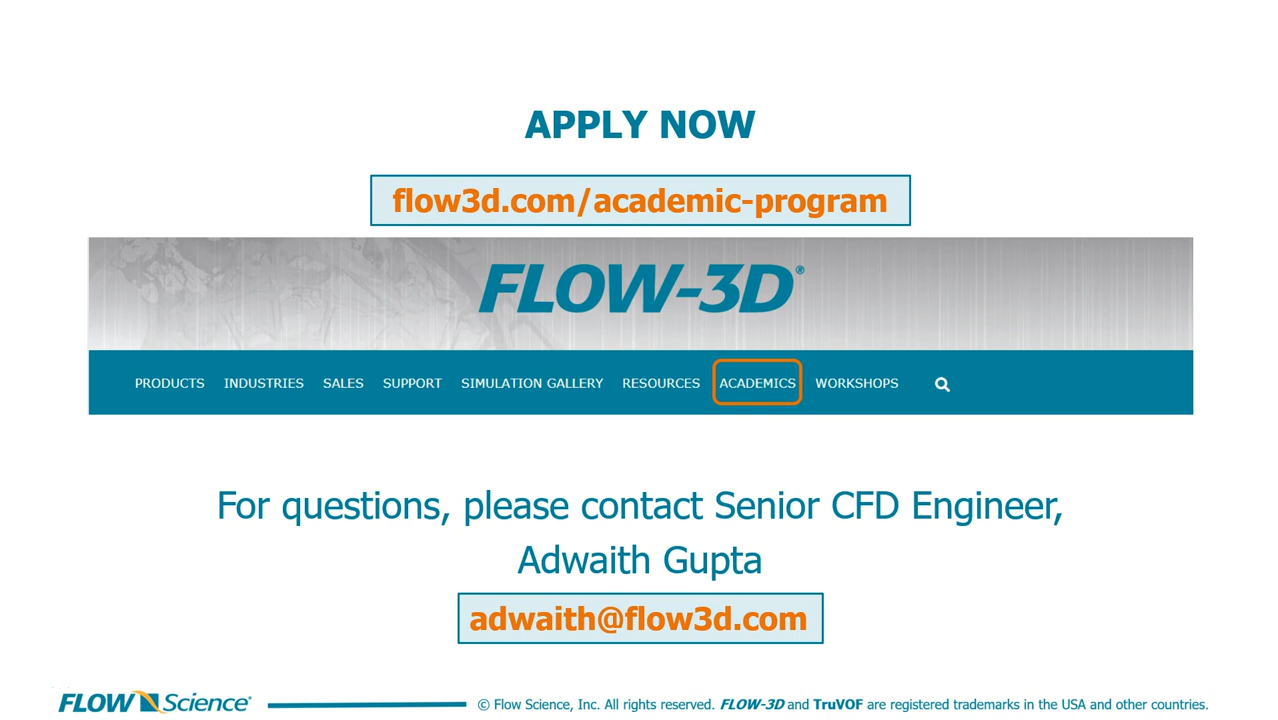 APPLY NOW
flow3d.com/academic-program
FLOW-3D®
PRODUCTS INDUSTRIES SALES SUPPORT SIMULATION GALLERY RESOURCES ACADEMICS WORKSHOPS
For questions, please contact Senior CFD Engineer,
Adwaith Gupta
adwaith@flow3d.com
FLOW Science® © Flow Science, Inc. All rights reserved. FLOW-3D and TruVOF are registered trademarks in the USA and other countries.